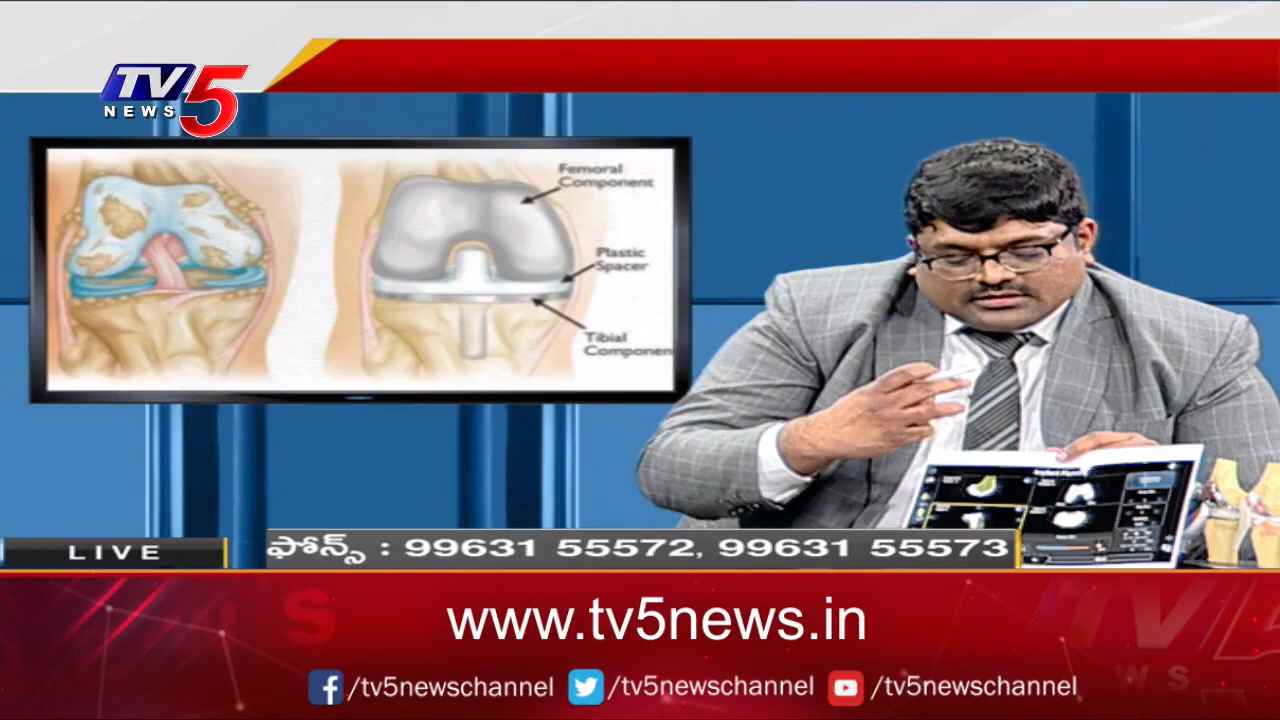 TV5
NEWS
Femoral
Component
Plastic
Spacer
Tibial
Componen
LIVE
ఫోన్స్ : 99631 55572, 99631 55573
www.tv5news.in
/tv5newschannel
/tv5newschannel
/tv5newschannel